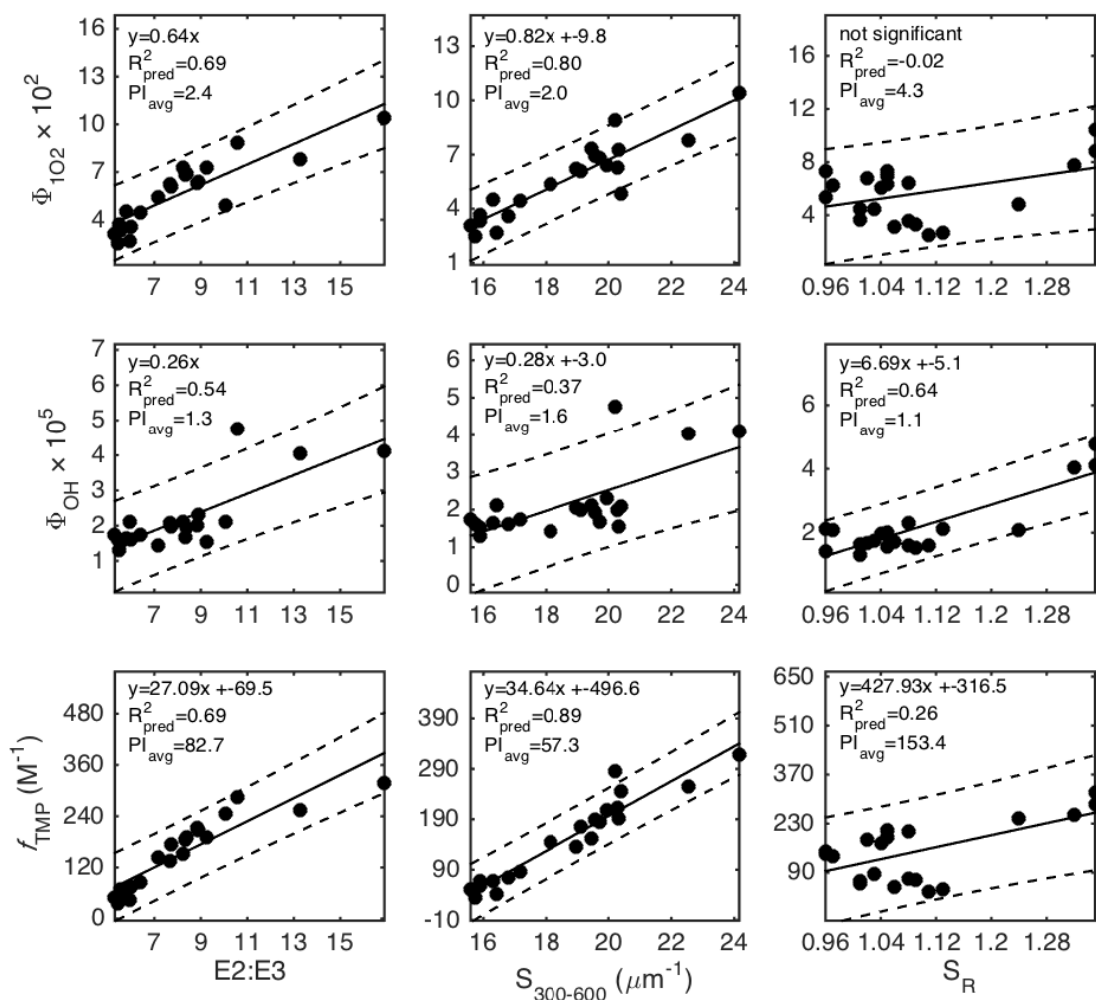 y=0.64x
R²pred=0.69
PIavg=2.4
16
13
10
7
4
Φ1O2 × 10²
7 9 11 13 15
y=0.82x +-9.8
R²pred=0.80
PIavg=2.0
13
10
7
4
1
16 18 20 22 24
not significant
R²pred=-0.02
PIavg=4.3
16
12
8
4
0.96 1.04 1.12 1.2 1.28
y=0.26x
R²pred=0.54
PIavg=1.3
7
6
5
4
3
2
1
ΦOH × 10⁵
7 9 11 13 15
y=0.28x +-3.0
R²pred=0.37
PIavg=1.6
6
5
4
3
2
1
0
16 18 20 22 24
y=6.69x +-5.1
R²pred=0.64
PIavg=1.1
6
4
2
0.96 1.04 1.12 1.2 1.28
y=27.09x +-69.5
R²pred=0.69
PIavg=82.7
480
360
240
120
0
fTMP (M⁻¹)
7 9 11 13 15
E2:E3
y=34.64x +-496.6
R²pred=0.89
PIavg=57.3
390
290
190
90
-10
16 18 20 22 24
S300-600 (μm⁻¹)
y=427.93x +-316.5
R²pred=0.26
PIavg=153.4
650
510
370
230
90
0.96 1.04 1.12 1.2 1.28
SR